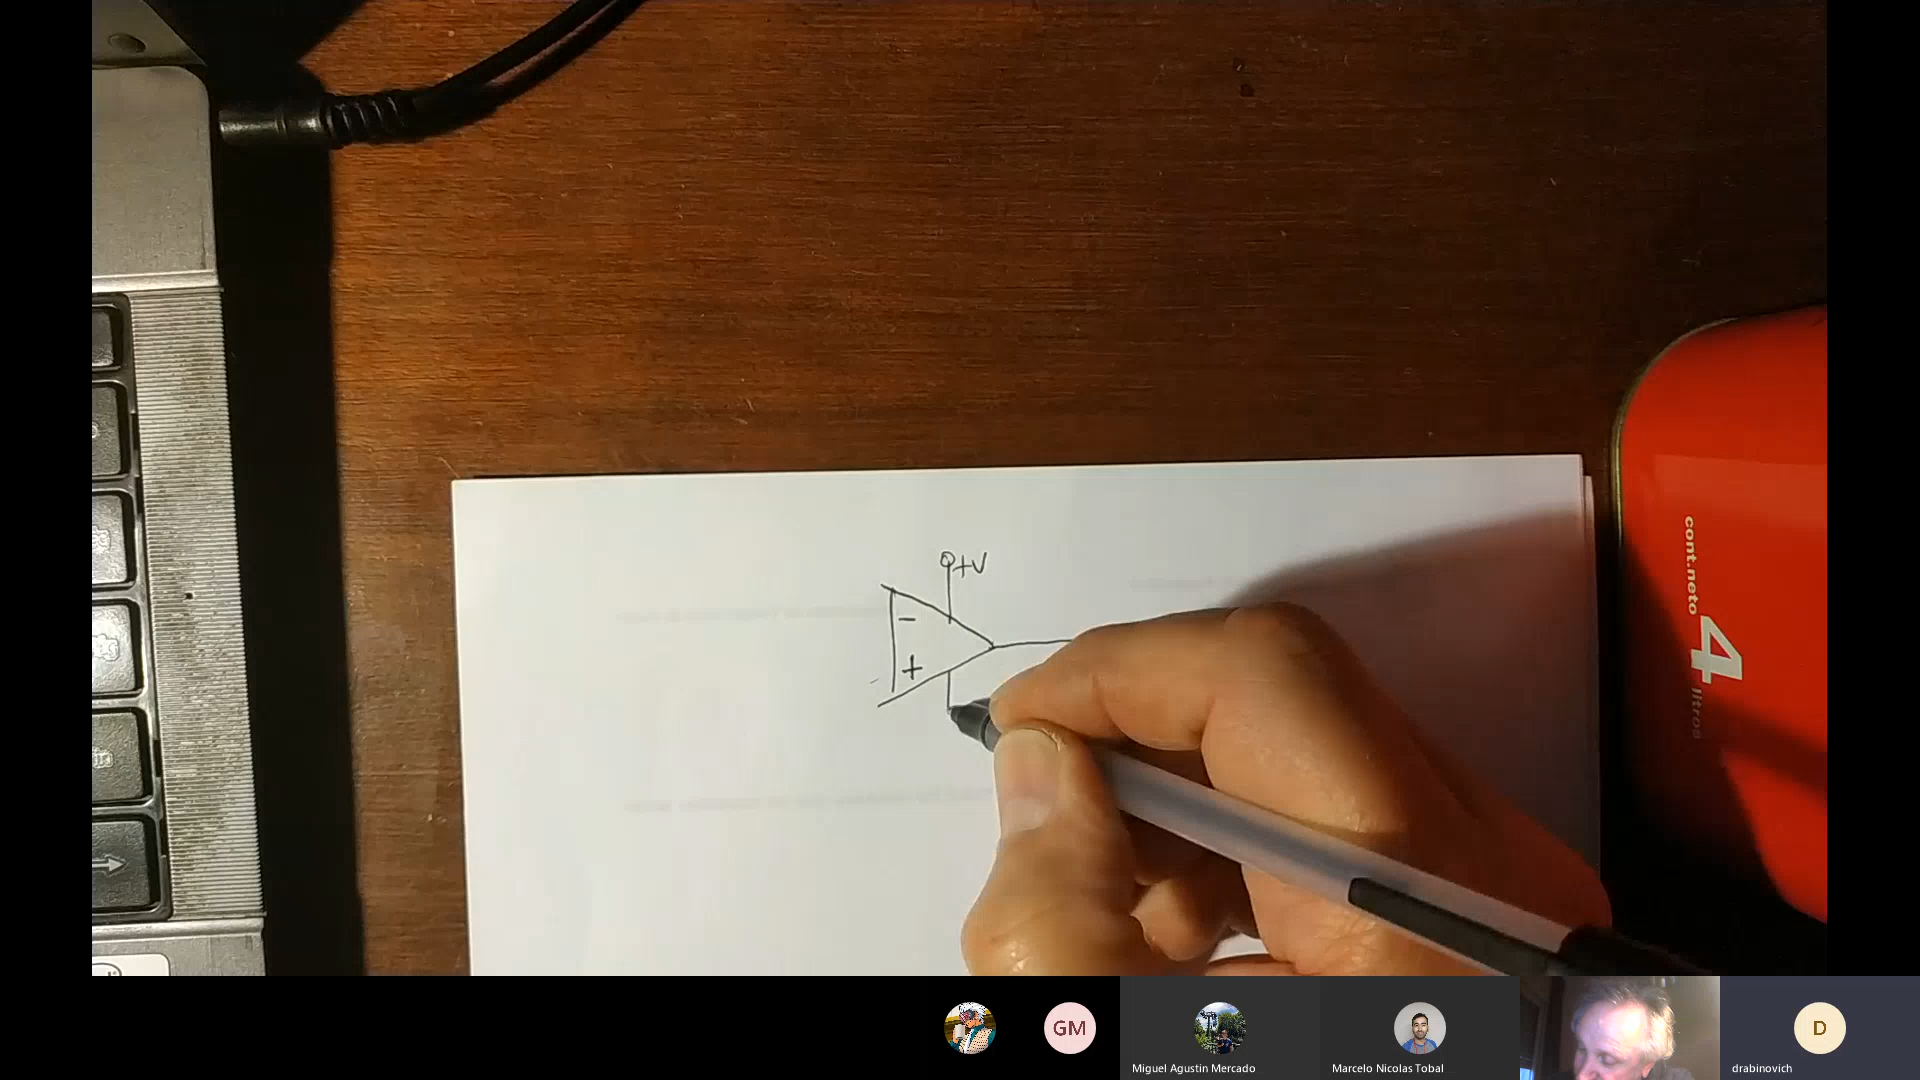 +V
-
+
cont.neto
4
litros
GM
Miguel Agustin Mercado
Marcelo Nicolas Tobal
D
drabinovich